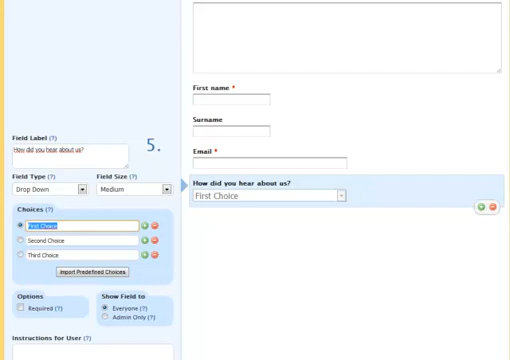 First name *
Surname
Email *
How did you hear about us?
First Choice
Field Label (?)
How did you hear about us?
5.
Field Type (?) Field Size (?)
Drop Down Medium
Choices (?)
First Choice
Second Choice
Third Choice
Import Predefined Choices
Options Show Field to
Required (?) Everyone (?)
Admin Only (?)
Instructions for User (?)